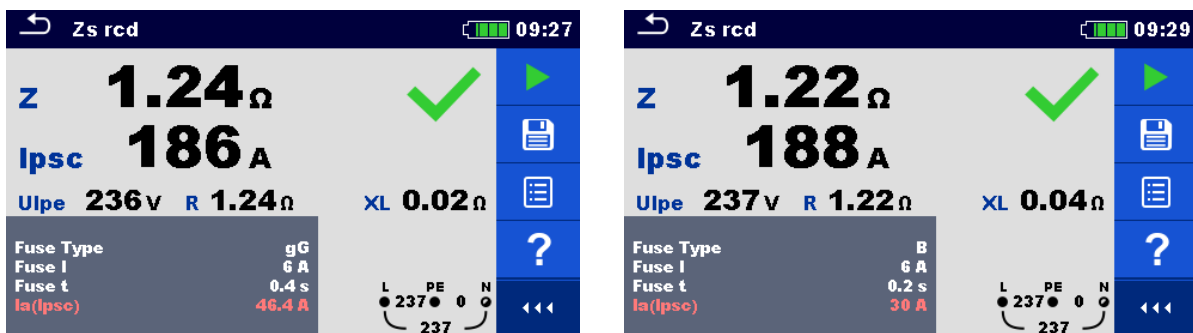 Zs rcd 09:27
Z 1.24 Ω
Ipsc 186 A
Ulpe 236 V R 1.24 Ω XL 0.02 Ω
Fuse Type gG
Fuse I 6 A
Fuse t 0.4 s
Ia(Ipsc) 46.4 A
L PE N
237 0
237
?
Zs rcd 09:29
Z 1.22 Ω
Ipsc 188 A
Ulpe 237 V R 1.22 Ω XL 0.04 Ω
Fuse Type B
Fuse I 6 A
Fuse t 0.2 s
Ia(Ipsc) 30 A
L PE N
237 0
237
?